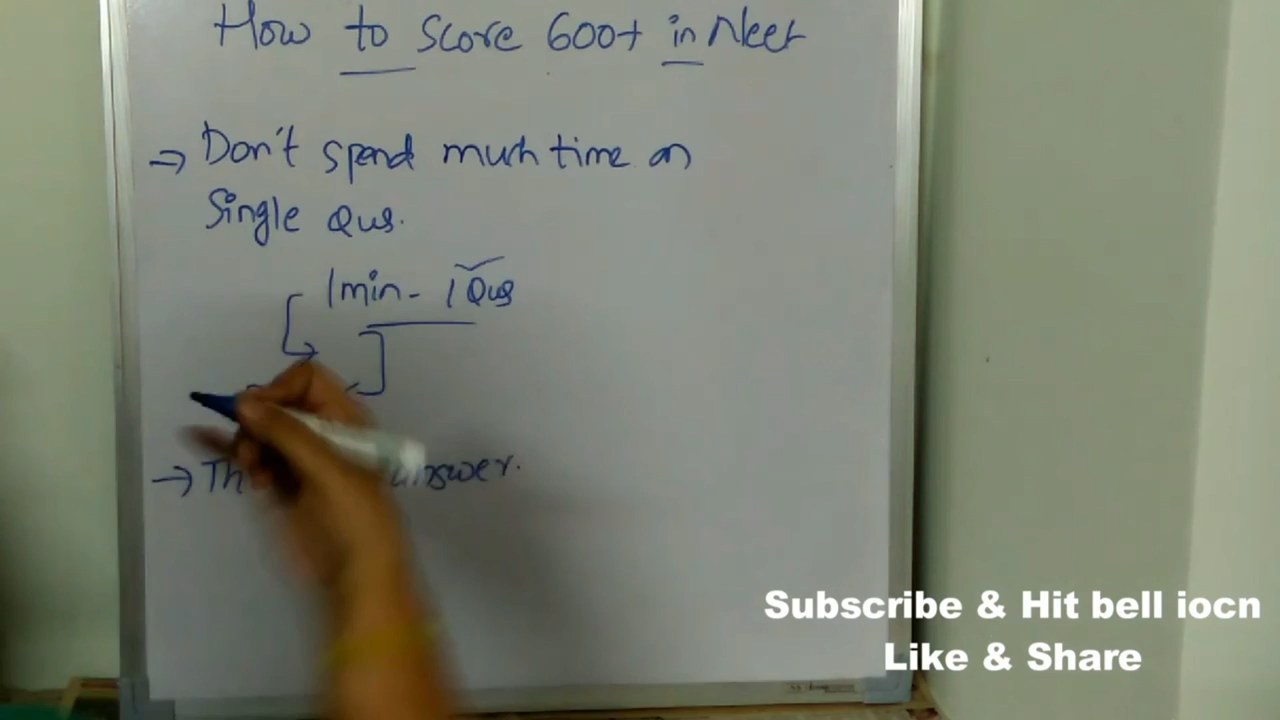 How to Score 600+ in Neet
⇒ Don't spend much time on
Single Qus.
1min - 1 Qus
→ answer.
Subscribe & Hit bell iocn
Like & Share